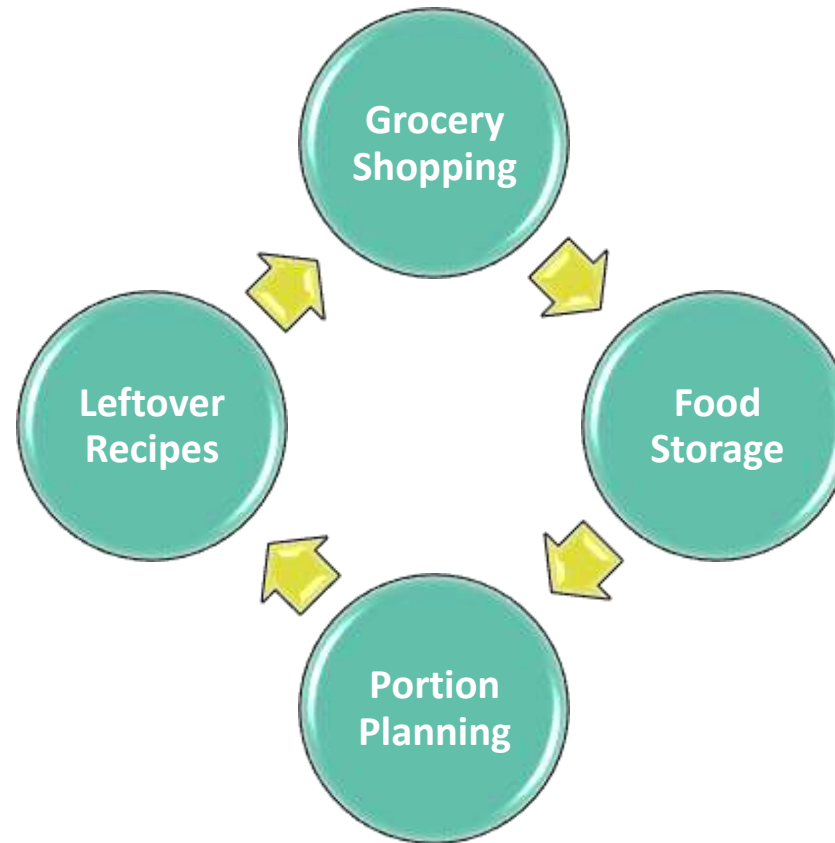 Grocery
Shopping
Food
Storage
Portion
Planning
Leftover
Recipes